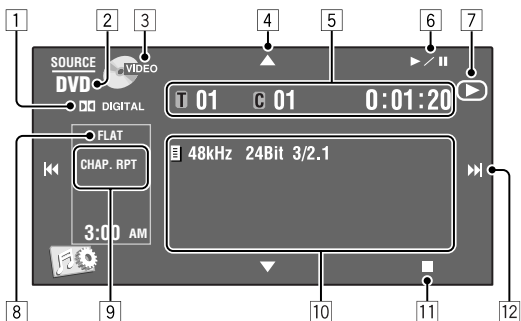 1 2 3 4 5 6 7
SOURCE
DVD
VIDEO
DIGITAL
T 01 C 01 0:01:20
FLAT
CHAP. RPT
48kHz 24Bit 3/2.1
3:00 AM
8 9 10 11 12